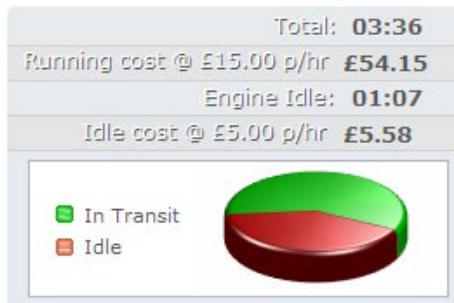 Total: 03:36
Running cost @ £15.00 p/hr £54.15
Engine Idle: 01:07
Idle cost @ £5.00 p/hr £5.58
In Transit
Idle